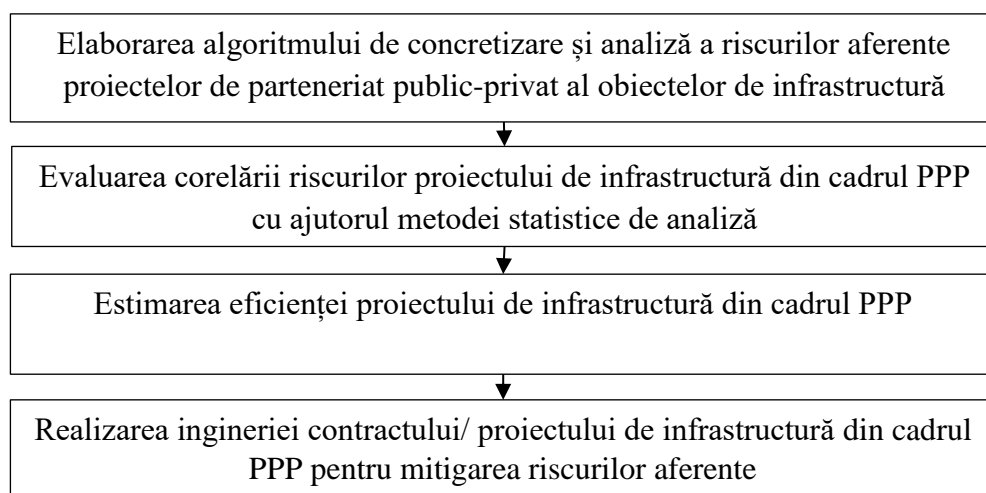 Elaborarea algoritmului de concretizare și analiză a riscurilor aferente
proiectelor de parteneriat public-privat al obiectelor de infrastructură
Evaluarea corelării riscurilor proiectului de infrastructură din cadrul PPP
cu ajutorul metodei statistice de analiză
Estimarea eficienței proiectului de infrastructură din cadrul PPP
Realizarea ingineriei contractului/ proiectului de infrastructură din cadrul
PPP pentru mitigarea riscurilor aferente